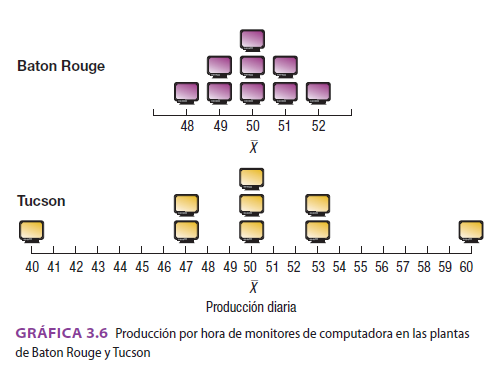 Baton Rouge
48 49 50 51 52
X̄
Tucson
40 41 42 43 44 45 46 47 48 49 50 51 52 53 54 55 56 57 58 59 60
X̄
Producción diaria
GRÁFICA 3.6 Producción por hora de monitores de computadora en las plantas
de Baton Rouge y Tucson